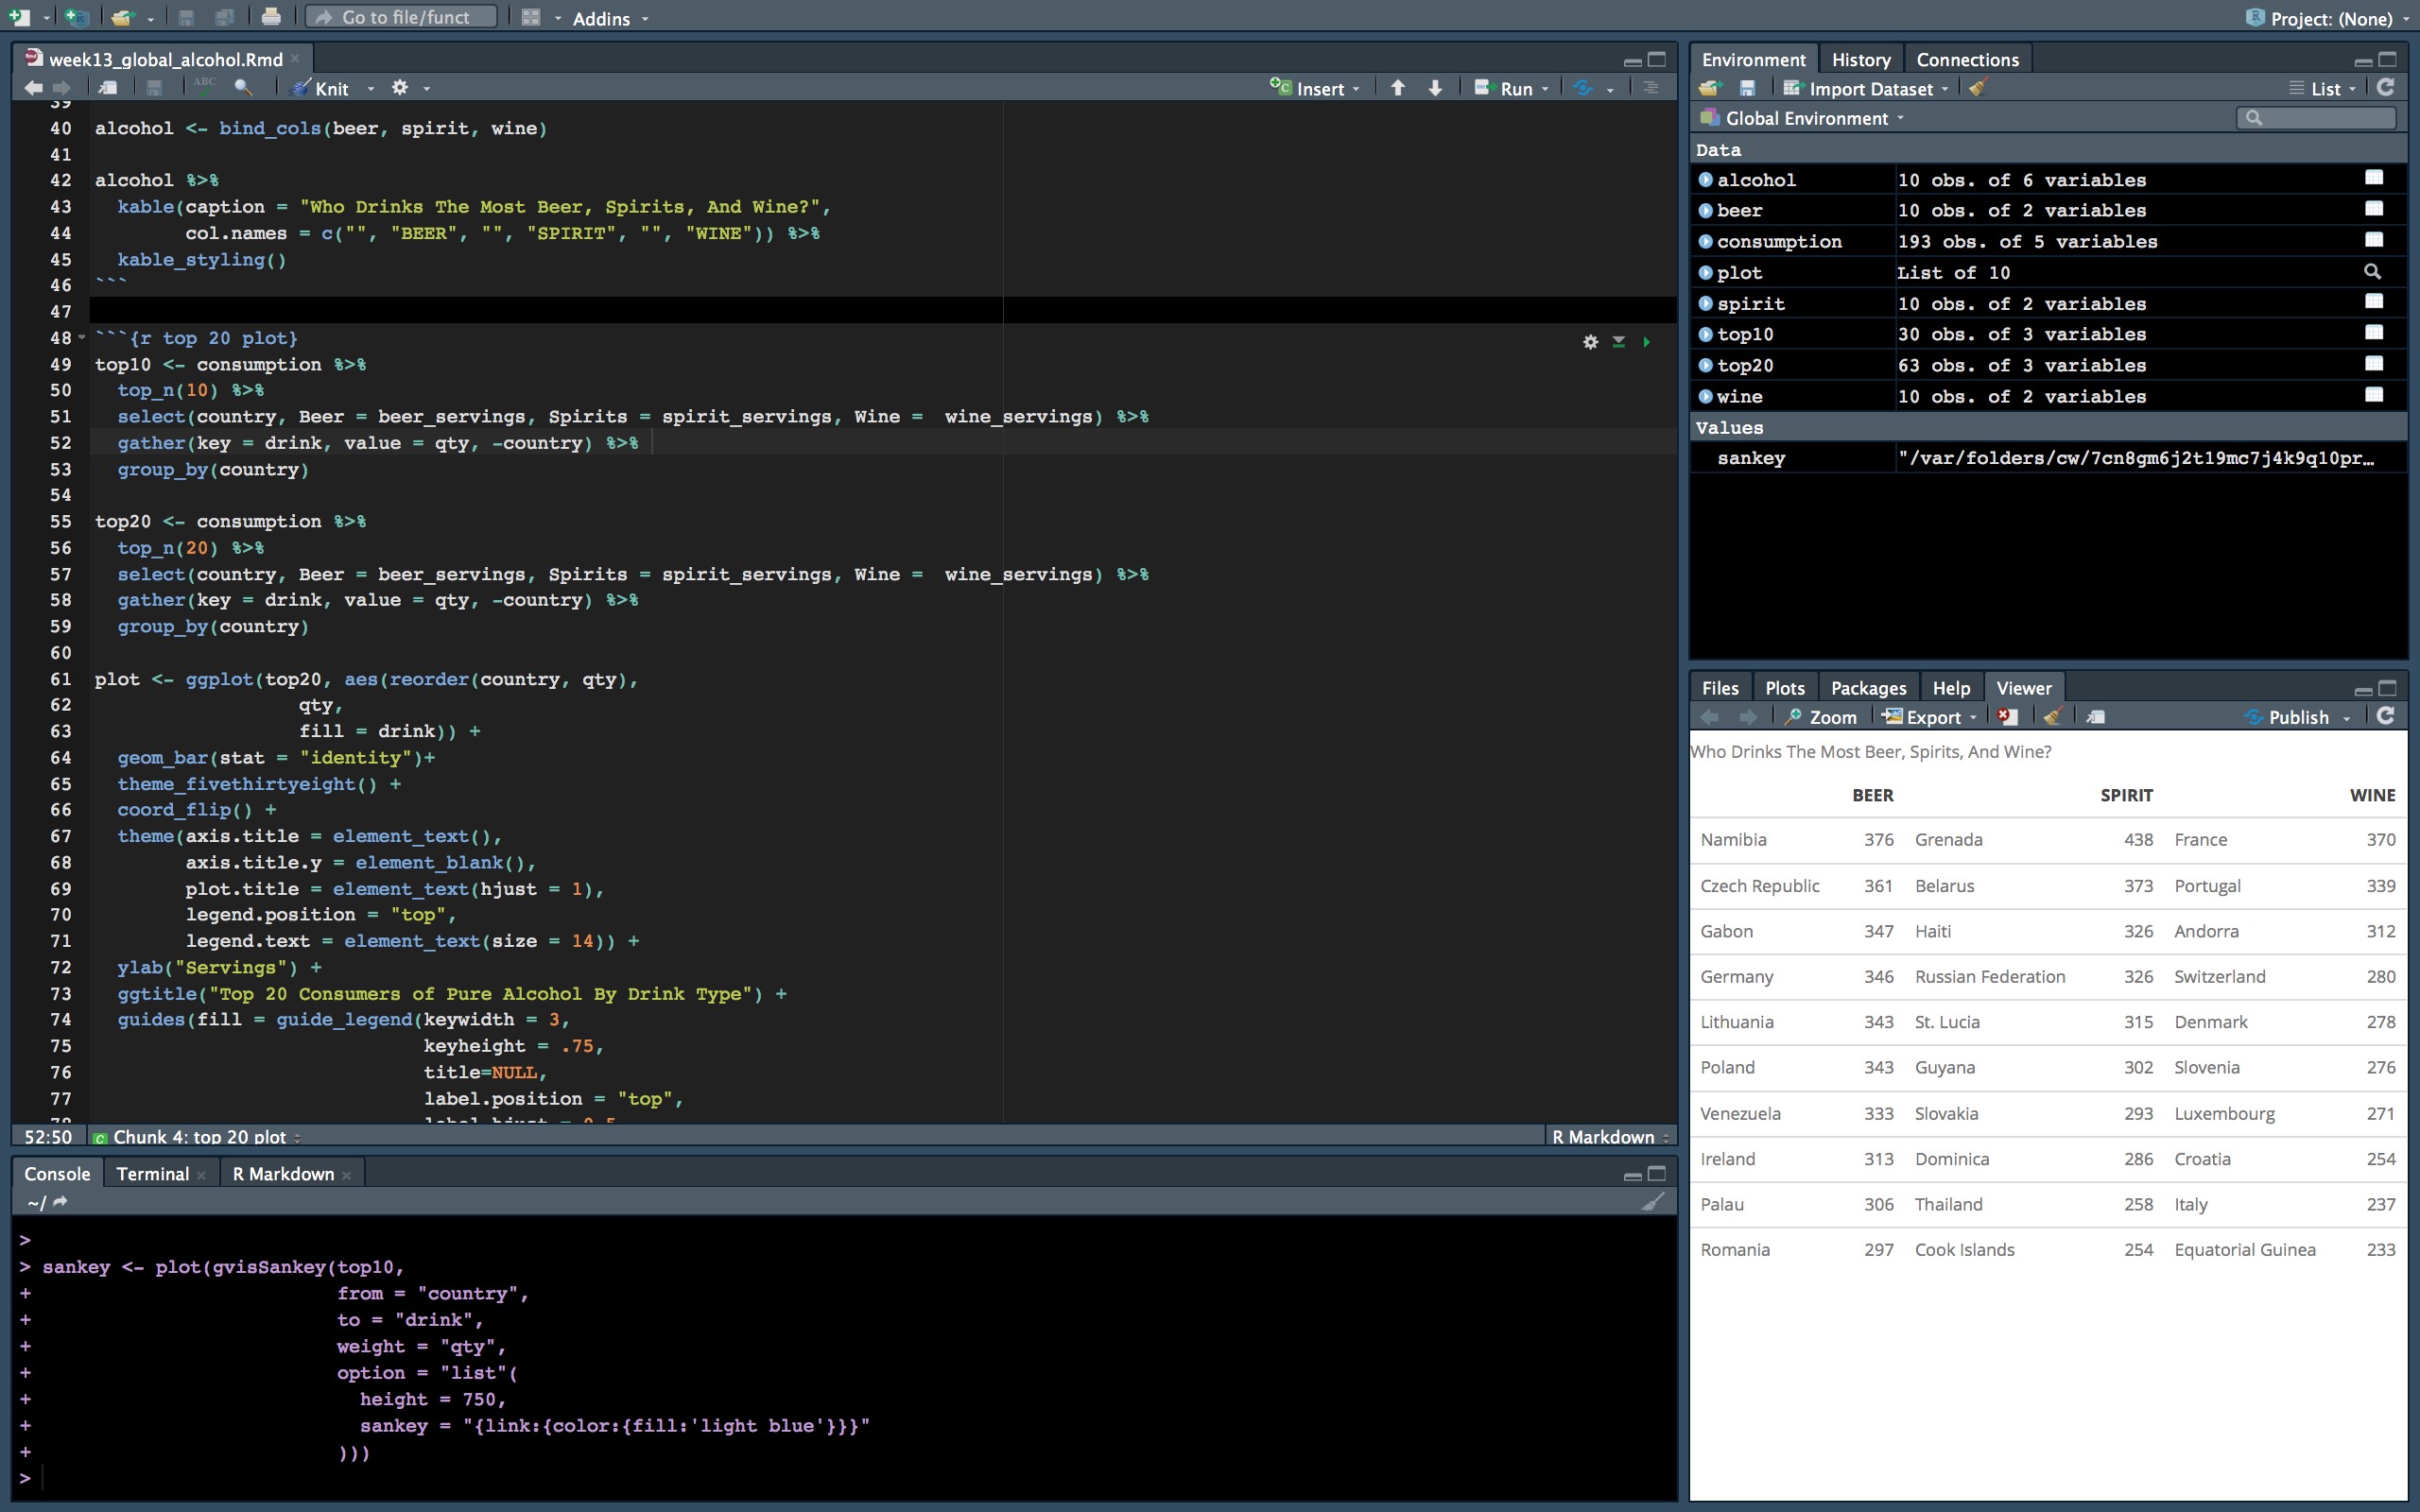 Go to file/funct Addins Project: (None)
week13_global_alcohol.Rmd
ABC Knit Insert Run
39
40 alcohol <- bind_cols(beer, spirit, wine)
41
42 alcohol %>%
43   kable(caption = "Who Drinks The Most Beer, Spirits, And Wine?",
44         col.names = c("", "BEER", "", "SPIRIT", "", "WINE")) %>%
45   kable_styling()
46 ```
47
48 ```{r top 20 plot}
49 top10 <- consumption %>%
50   top_n(10) %>%
51   select(country, Beer = beer_servings, Spirits = spirit_servings, Wine =  wine_servings) %>%
52   gather(key = drink, value = qty, -country) %>%
53   group_by(country)
54
55 top20 <- consumption %>%
56   top_n(20) %>%
57   select(country, Beer = beer_servings, Spirits = spirit_servings, Wine =  wine_servings) %>%
58   gather(key = drink, value = qty, -country) %>%
59   group_by(country)
60
61 plot <- ggplot(top20, aes(reorder(country, qty),
62                   qty,
63                   fill = drink)) +
64   geom_bar(stat = "identity")+
65   theme_fivethirtyeight() +
66   coord_flip() +
67   theme(axis.title = element_text(),
68         axis.title.y = element_blank(),
69         plot.title = element_text(hjust = 1),
70         legend.position = "top",
71         legend.text = element_text(size = 14)) +
72   ylab("Servings") +
73   ggtitle("Top 20 Consumers of Pure Alcohol By Drink Type") +
74   guides(fill = guide_legend(keywidth = 3,
75                              keyheight = .75,
76                              title=NULL,
77                              label.position = "top",
78                              label.hjust = 0.5
52:50 C Chunk 4: top 20 plot R Markdown
Console Terminal R Markdown
~/
>
> sankey <- plot(gvisSankey(top10,
+                           from = "country",
+                           to = "drink",
+                           weight = "qty",
+                           option = "list"(
+                             height = 750,
+                             sankey = "{link:{color:{fill:'light blue'}}}"
+                           )))
>
Environment History Connections
Import Dataset List
Global Environment
Data
alcohol 10 obs. of 6 variables
beer 10 obs. of 2 variables
consumption 193 obs. of 5 variables
plot List of 10
spirit 10 obs. of 2 variables
top10 30 obs. of 3 variables
top20 63 obs. of 3 variables
wine 10 obs. of 2 variables
Values
sankey "/var/folders/cw/7cn8gm6j2t19mc7j4k9q10pr…
Files Plots Packages Help Viewer
Zoom Export Publish
Who Drinks The Most Beer, Spirits, And Wine?
BEER SPIRIT WINE
Namibia 376 Grenada 438 France 370
Czech Republic 361 Belarus 373 Portugal 339
Gabon 347 Haiti 326 Andorra 312
Germany 346 Russian Federation 326 Switzerland 280
Lithuania 343 St. Lucia 315 Denmark 278
Poland 343 Guyana 302 Slovenia 276
Venezuela 333 Slovakia 293 Luxembourg 271
Ireland 313 Dominica 286 Croatia 254
Palau 306 Thailand 258 Italy 237
Romania 297 Cook Islands 254 Equatorial Guinea 233